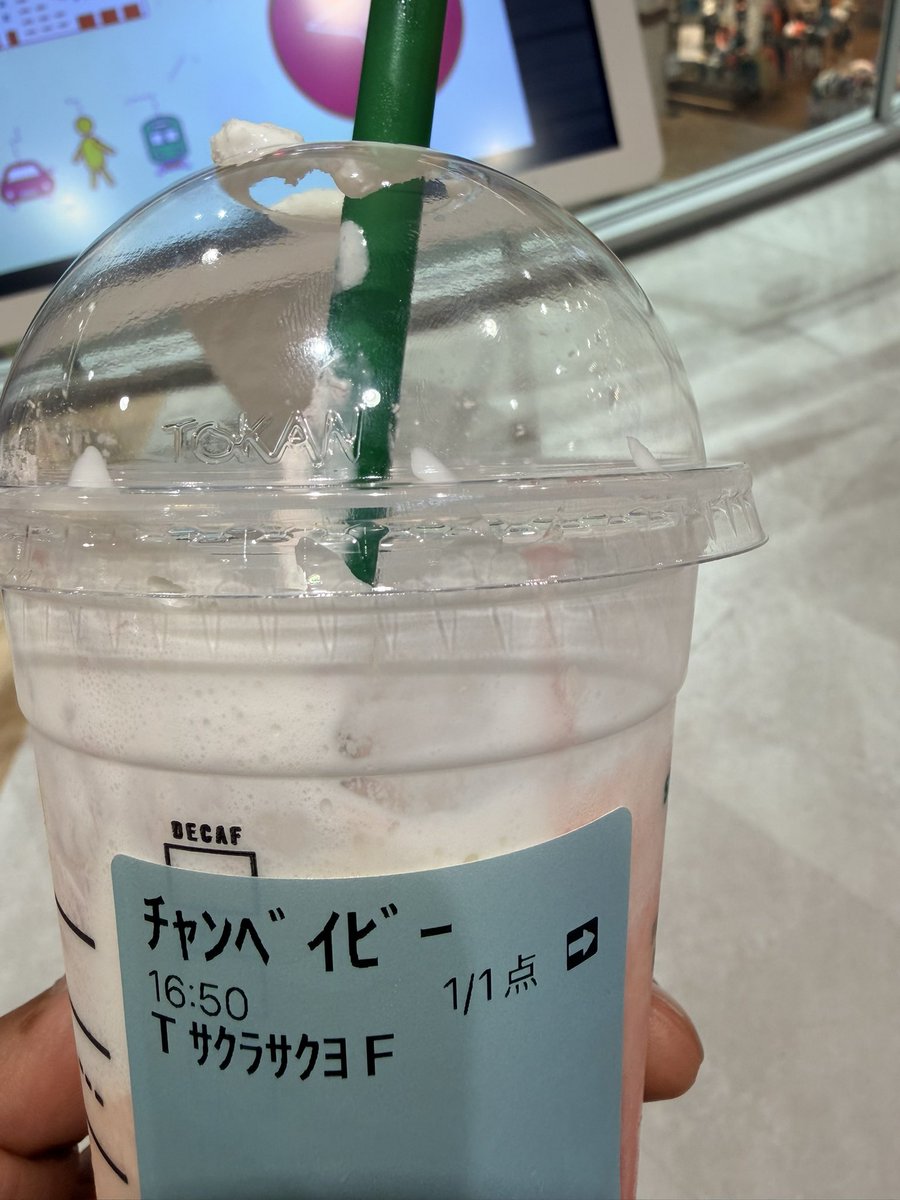 TOKAN
DECAF
ﾁｬﾝﾍﾞｲﾋﾞｰ
16:50 1/1点
T ｻｸﾗｻｸﾖ F